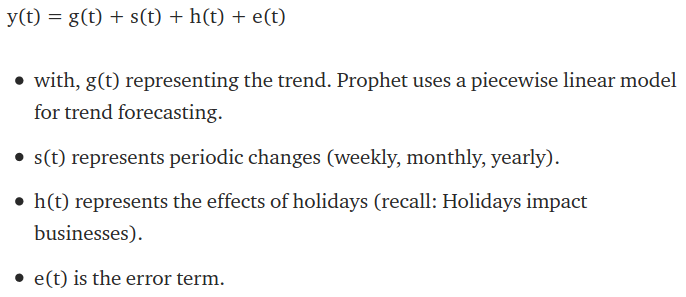 y(t) = g(t) + s(t) + h(t) + e(t)
• with, g(t) representing the trend. Prophet uses a piecewise linear model
for trend forecasting.
• s(t) represents periodic changes (weekly, monthly, yearly).
• h(t) represents the effects of holidays (recall: Holidays impact
businesses).
• e(t) is the error term.